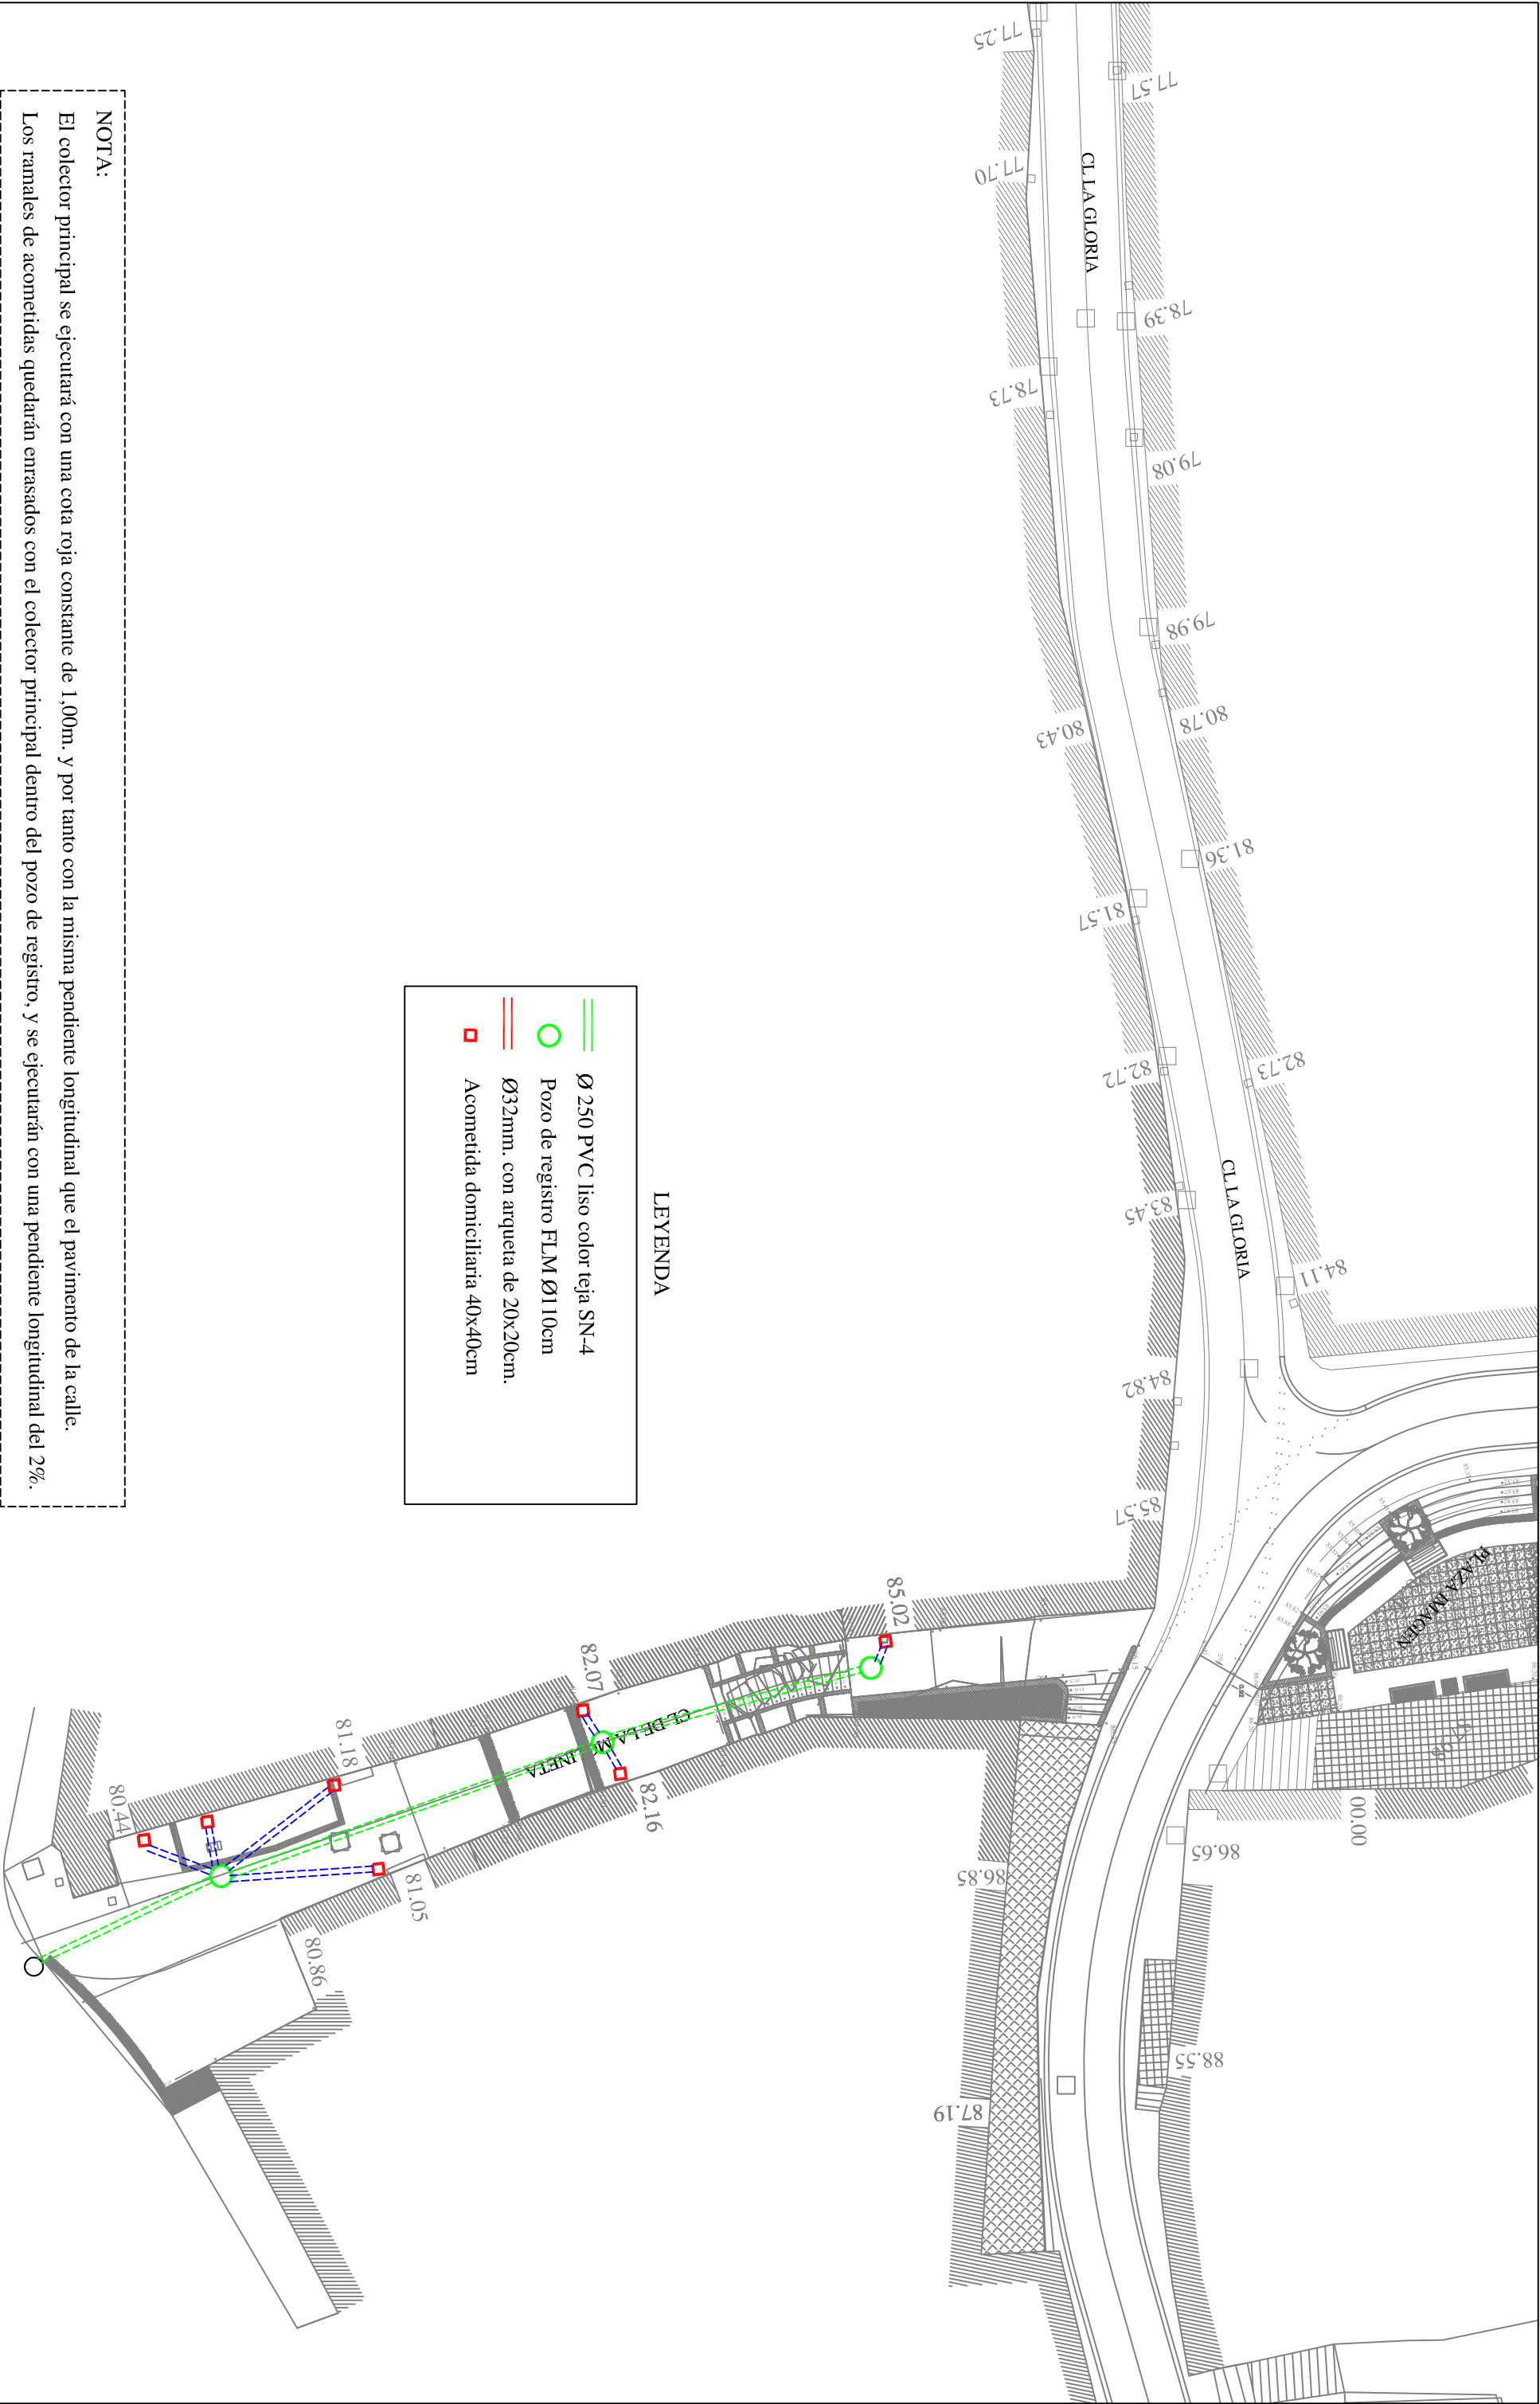 NOTA:
El colector principal se ejecutará con una cota roja constante de 1,00m. y por tanto con la misma pendiente longitudinal que el pavimento de la calle.
Los ramales de acometidas quedarán enrasados con el colector principal dentro del pozo de registro, y se ejecutarán con una pendiente longitudinal del 2%.
LEYENDA
Ø 250 PVC liso color teja SN-4
Pozo de registro FLM Ø110cm
Ø32mm. con arqueta de 20x20cm.
Acometida domiciliaria 40x40cm
CL LA GLORIA
CL LA GLORIA
PLAZA IMAGEN
77.25
77.57
77.70
78.39
78.73
79.08
79.98
80.78
80.43
81.36
81.57
82.73
82.72
83.45
84.11
84.82
85.57
85.02
82.07
82.16
81.18
81.05
80.44
80.86
00.00
86.65
86.85
88.55
87.19